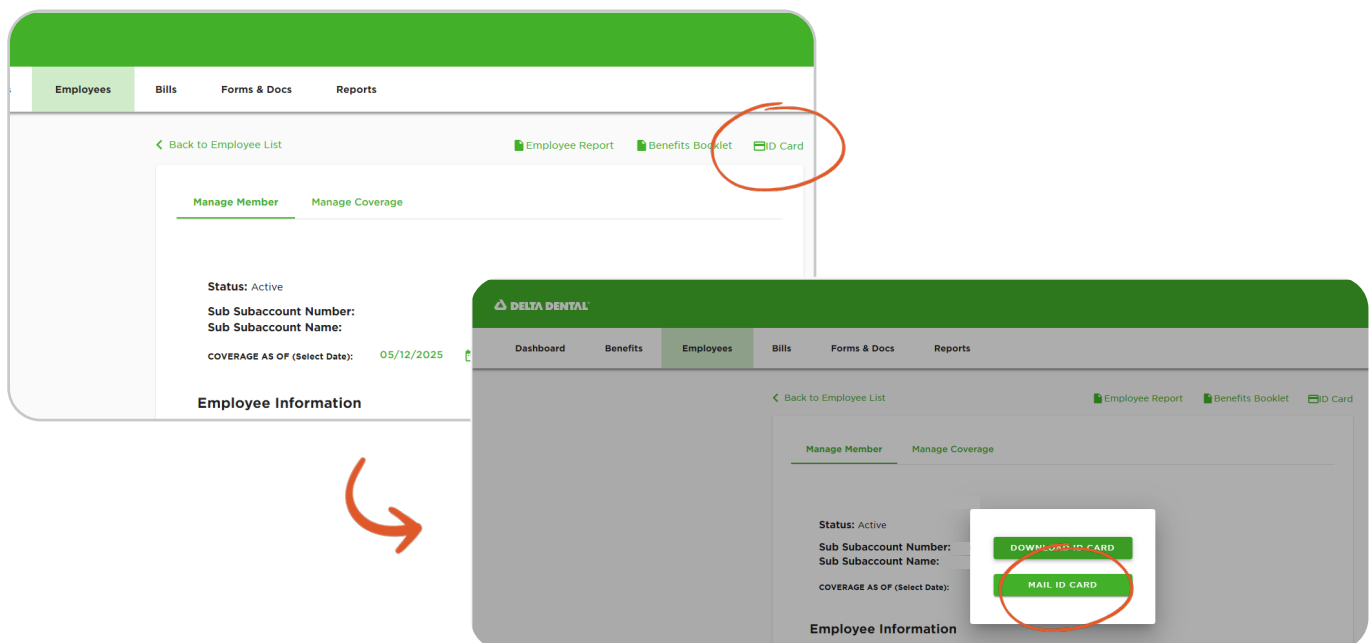 Employees Bills Forms & Docs Reports
Back to Employee List Employee Report Benefits Booklet ID Card
Manage Member Manage Coverage
Status: Active
Sub Subaccount Number:
Sub Subaccount Name:
COVERAGE AS OF (Select Date): 05/12/2025
Employee Information
DELTA DENTAL
Dashboard Benefits Employees Bills Forms & Docs Reports
Back to Employee List Employee Report Benefits Booklet ID Card
Manage Member Manage Coverage
Status: Active
Sub Subaccount Number:
Sub Subaccount Name:
COVERAGE AS OF (Select Date):
Employee Information
DOWNLOAD ID CARD
MAIL ID CARD